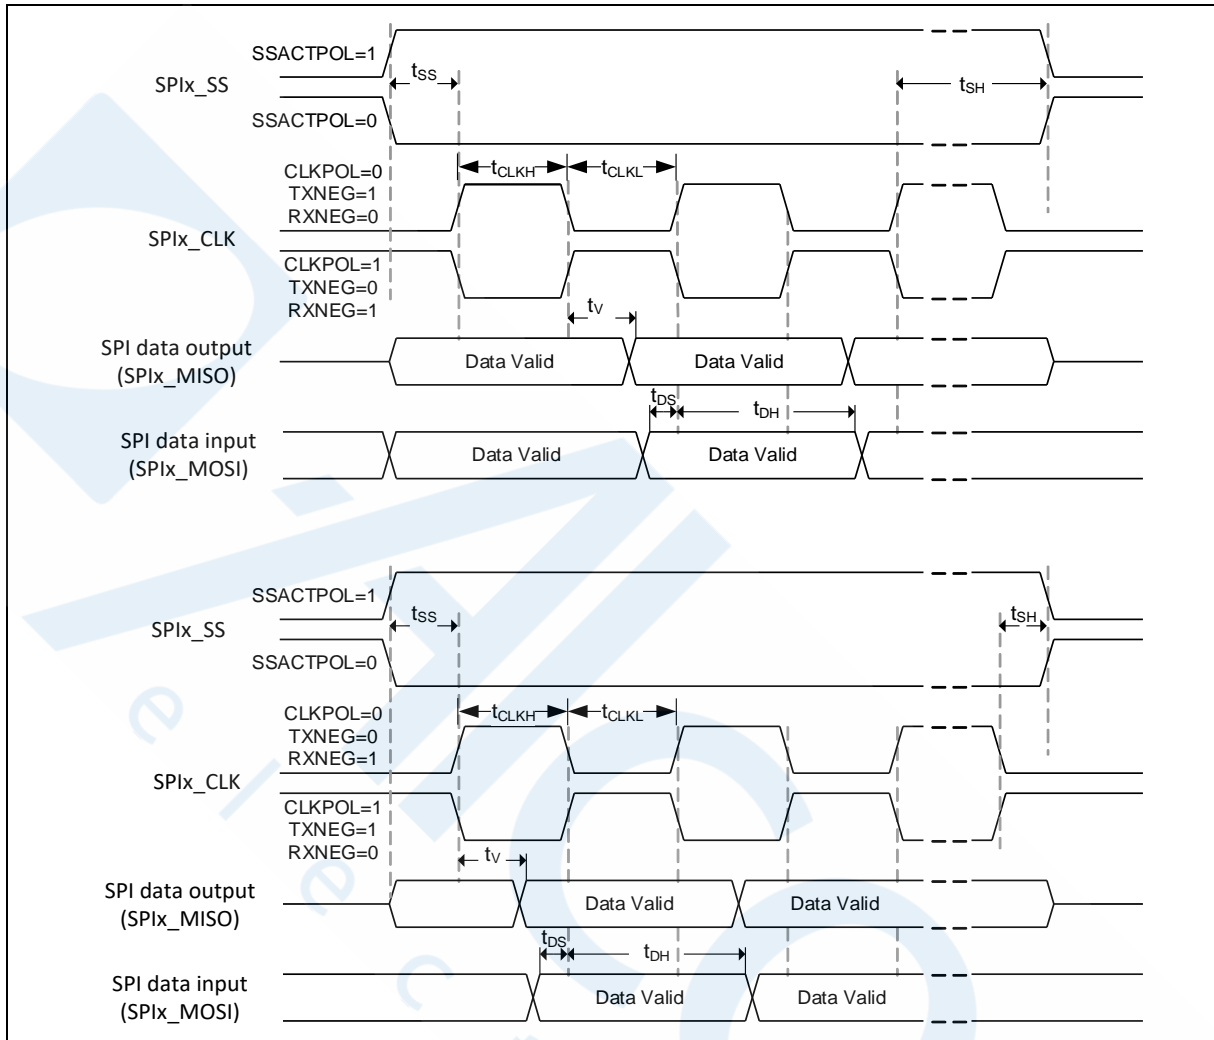 SSACTPOL=1
SPIx_SS
tSS
tSH
SSACTPOL=0
CLKPOL=0
TXNEG=1
RXNEG=0
tCLKH
tCLKL
SPIx_CLK
CLKPOL=1
TXNEG=0
RXNEG=1
tV
SPI data output
(SPIx_MISO)
Data Valid
Data Valid
tDS
tDH
SPI data input
(SPIx_MOSI)
Data Valid
Data Valid
SSACTPOL=1
SPIx_SS
tSS
tSH
SSACTPOL=0
CLKPOL=0
TXNEG=0
RXNEG=1
tCLKH
tCLKL
SPIx_CLK
CLKPOL=1
TXNEG=1
RXNEG=0
tV
SPI data output
(SPIx_MISO)
Data Valid
Data Valid
tDS
tDH
SPI data input
(SPIx_MOSI)
Data Valid
Data Valid